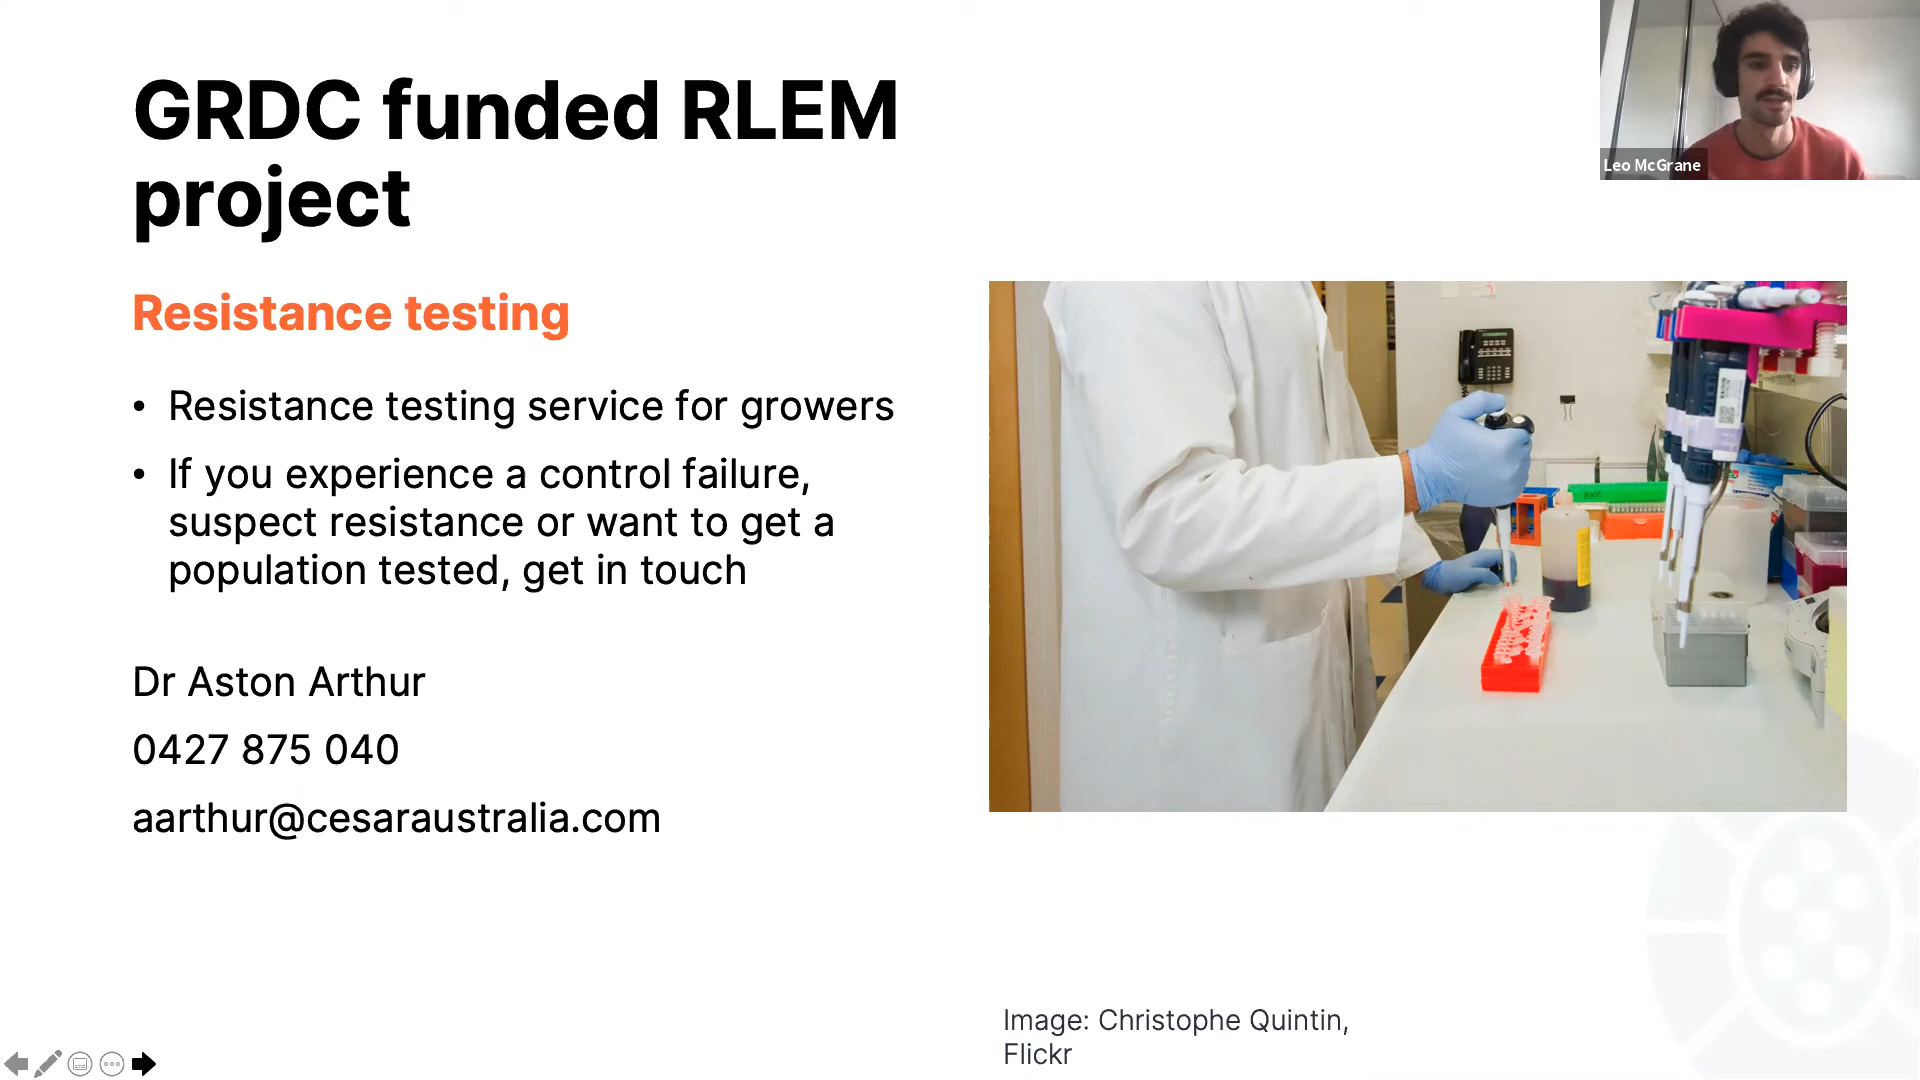 GRDC funded RLEM
project
Leo McGrane
Resistance testing
• Resistance testing service for growers
• If you experience a control failure,
suspect resistance or want to get a
population tested, get in touch
Dr Aston Arthur
0427 875 040
aarthur@cesaraustralia.com
Image: Christophe Quintin,
Flickr